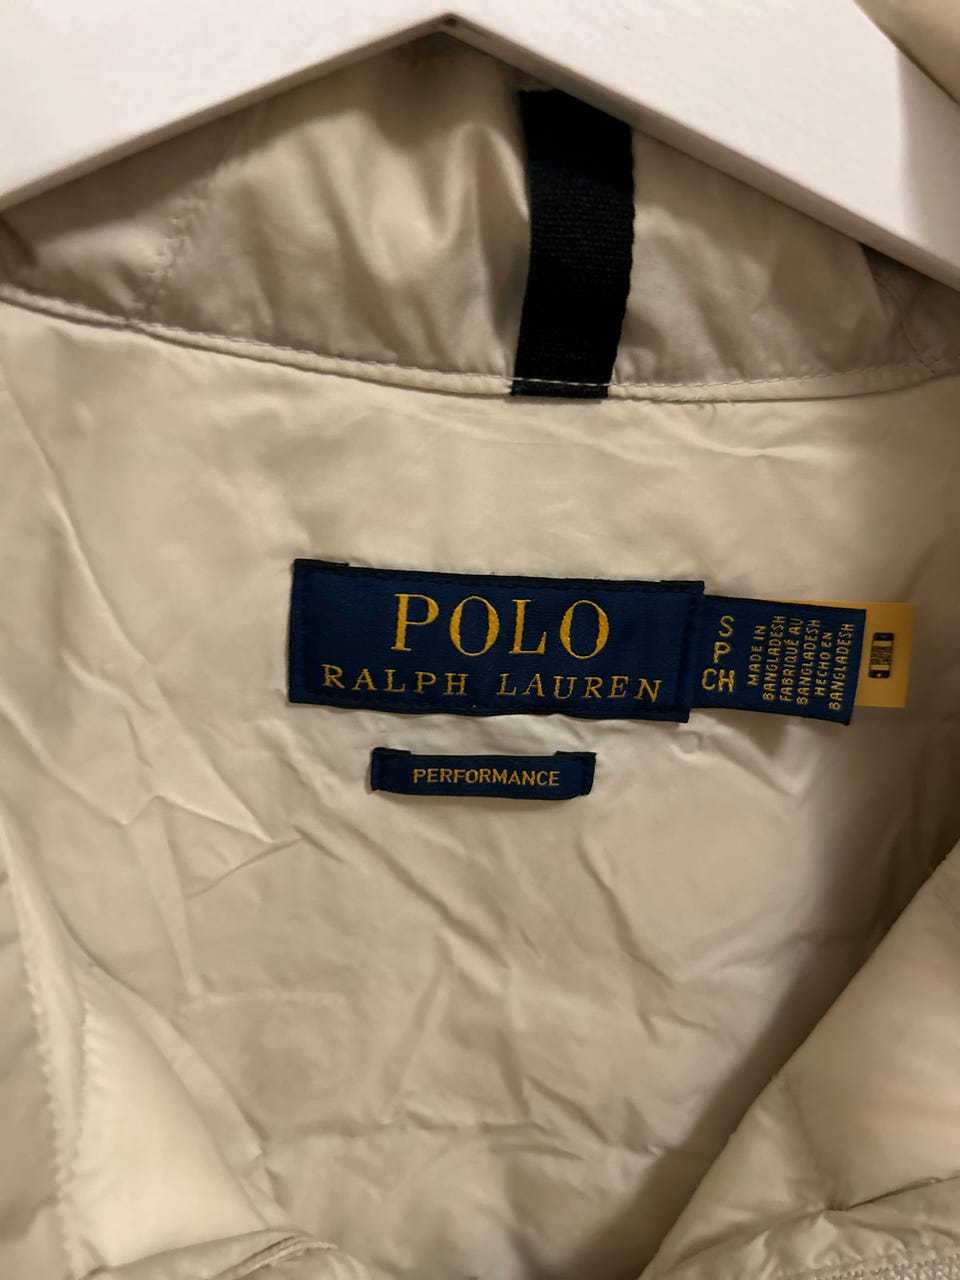 POLO
RALPH LAUREN
S
P
CH
MADE IN
BANGLADESH
FABRIQUÉ AU
BANGLADESH
HECHO EN
BANGLADESH
PERFORMANCE